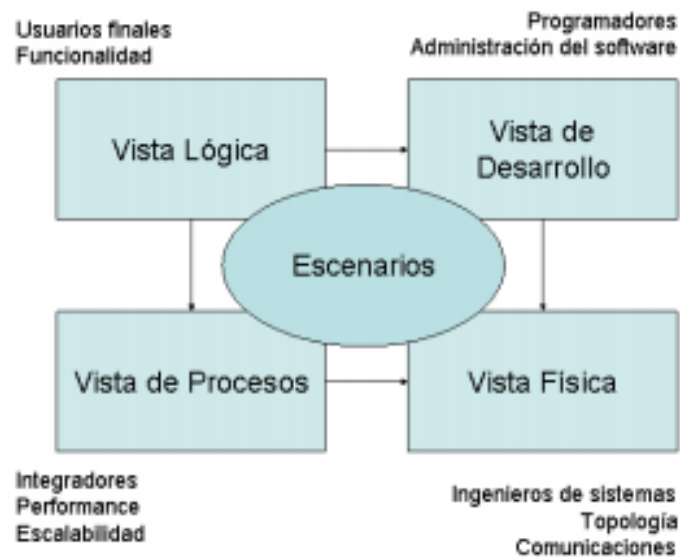 Usuarios finales
Funcionalidad
Programadores
Administración del software
Vista Lógica
Vista de
Desarrollo
Escenarios
Vista de Procesos
Vista Física
Integradores
Performance
Escalabilidad
Ingenieros de sistemas
Topología
Comunicaciones